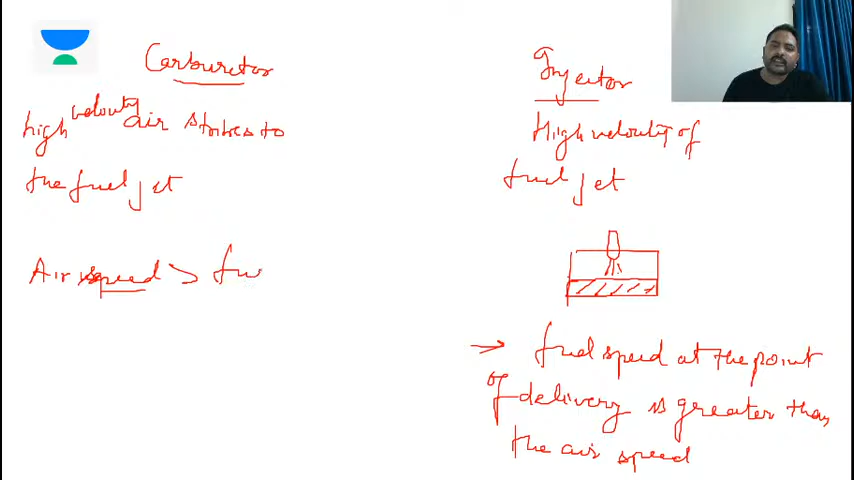 Carburetor
high velocity air strikes to
the fuel jet
Air speed > fu
Injector
High velocity of
fuel jet
→ fuel speed at the point
of delivery is greater than
the air speed